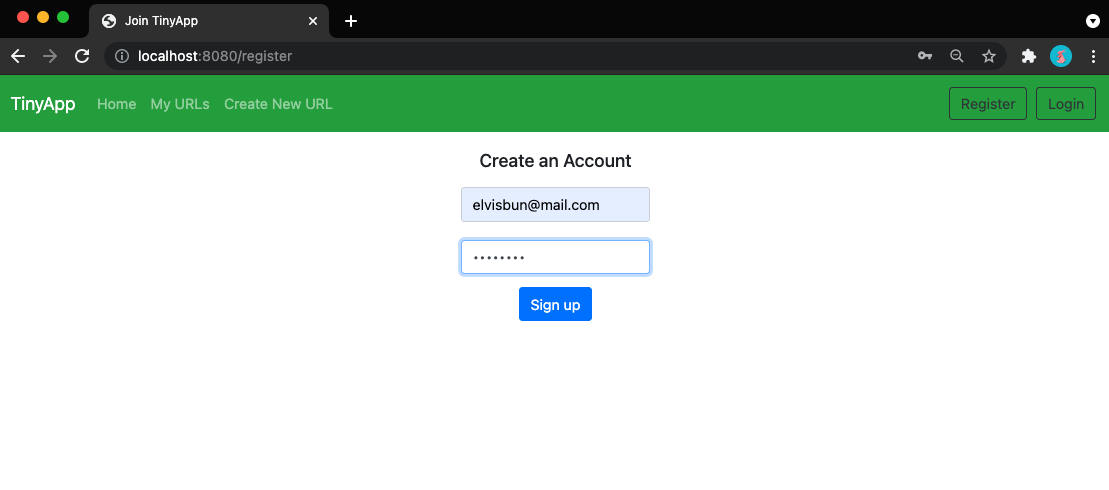 Join TinyApp
localhost:8080/register
TinyApp Home My URLs Create New URL Register Login
Create an Account
elvisbun@mail.com
••••••••
Sign up